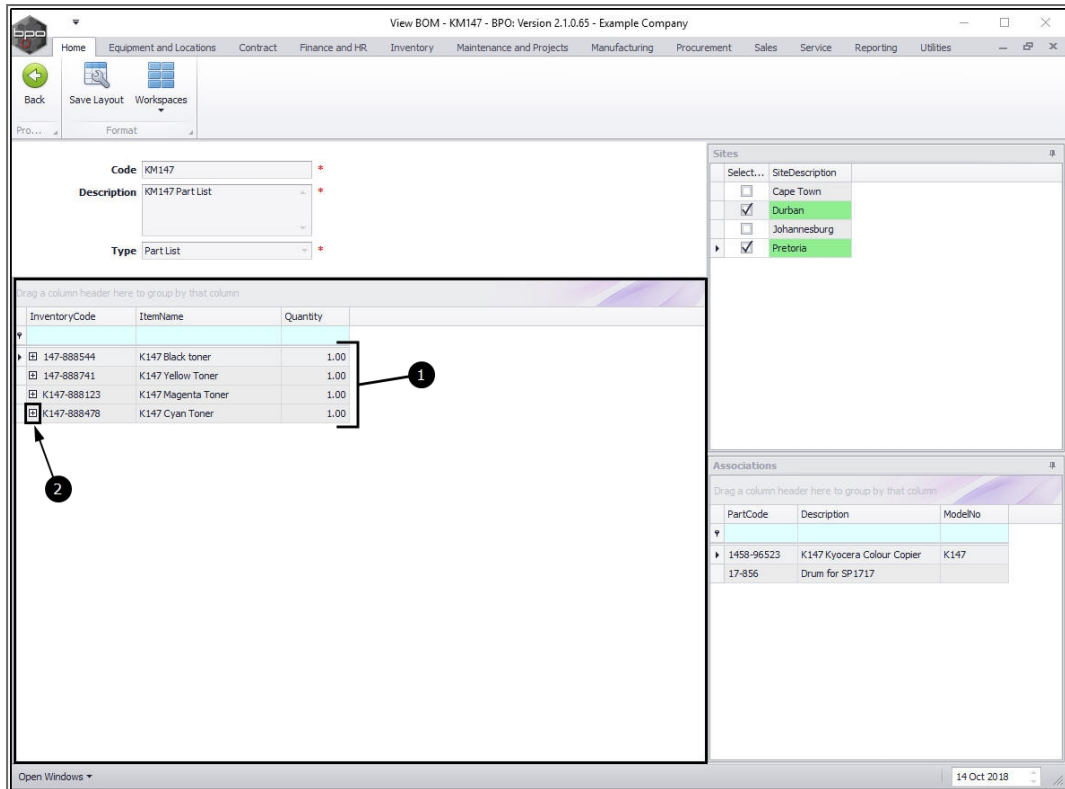 View BOM - KM147 - BPO: Version 2.1.0.65 - Example Company
bpo
Home Equipment and Locations Contract Finance and HR Inventory Maintenance and Projects Manufacturing Procurement Sales Service Reporting Utilities
Back Save Layout Workspaces
Pro... Format
Code KM147 *
Description KM147 Part List *
Type Part List *
Drag a column header here to group by that column
InventoryCode ItemName Quantity
147-888544 K147 Black toner 1.00
147-888741 K147 Yellow Toner 1.00
K147-888123 K147 Magenta Toner 1.00
K147-888478 K147 Cyan Toner 1.00
1
2
Sites
Select... SiteDescription
Cape Town
Durban
Johannesburg
Pretoria
Associations
Drag a column header here to group by that column
PartCode Description ModelNo
1458-96523 K147 Kyocera Colour Copier K147
17-856 Drum for SP1717
Open Windows 14 Oct 2018